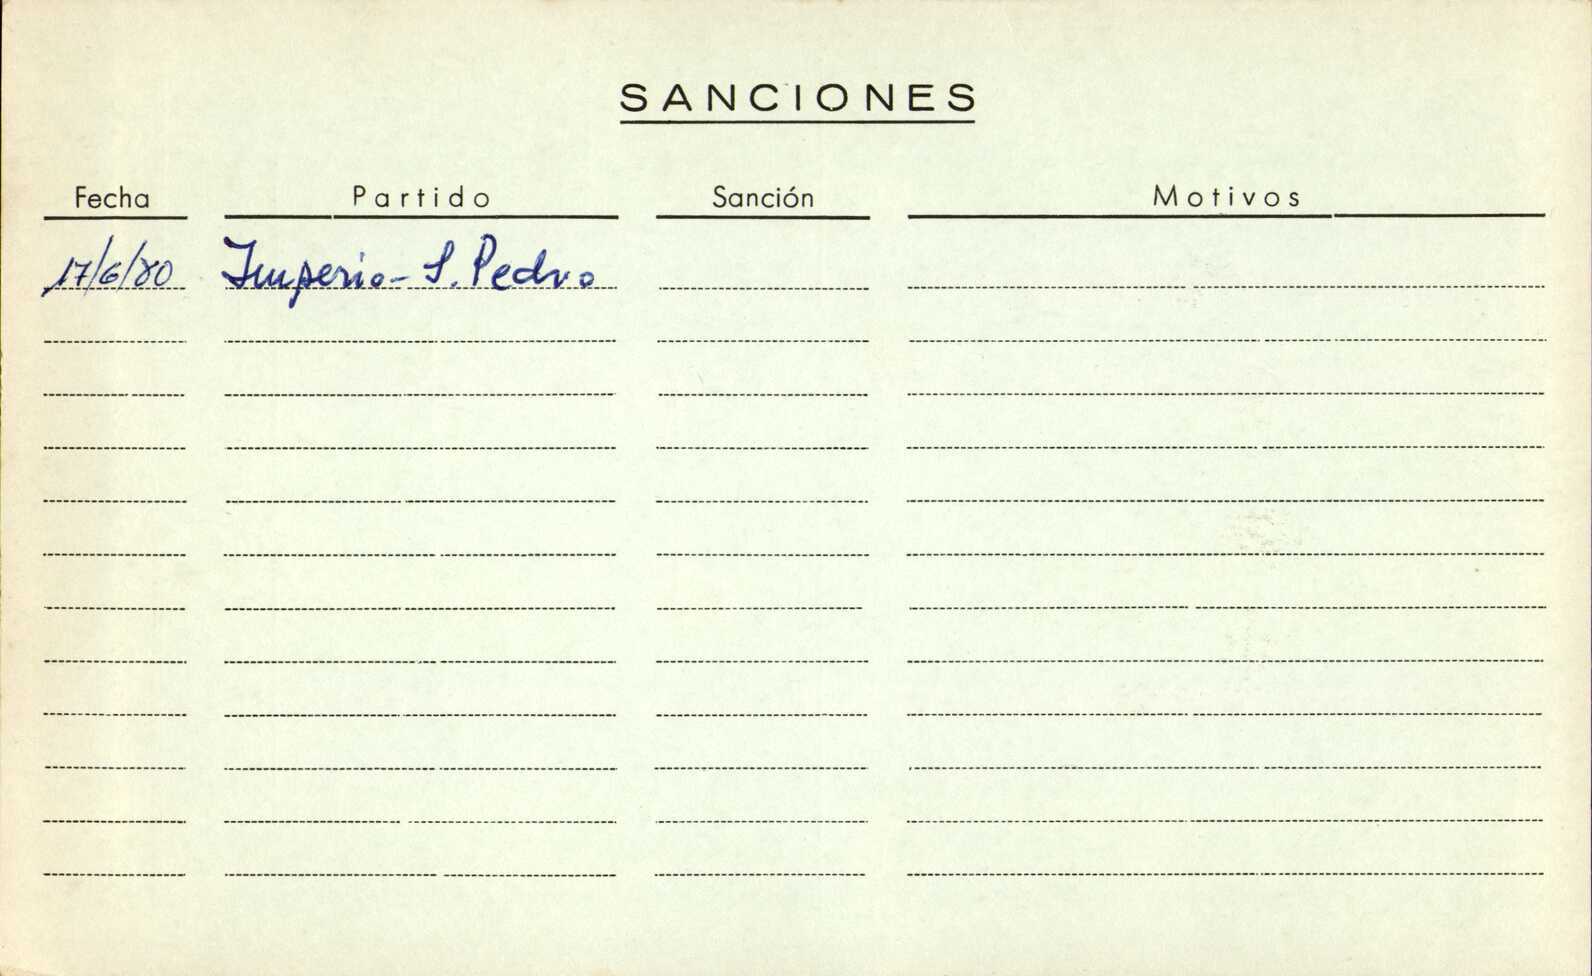 SANCIONES
Fecha Partido Sanción Motivos
17/6/80 Imperio - S. Pedro